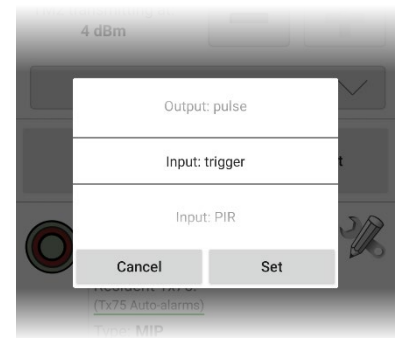 4 dBm
Output: pulse
Input: trigger
t
Input: PIR
Cancel
Set
(Tx75 Auto-alarms)
Type: MIP